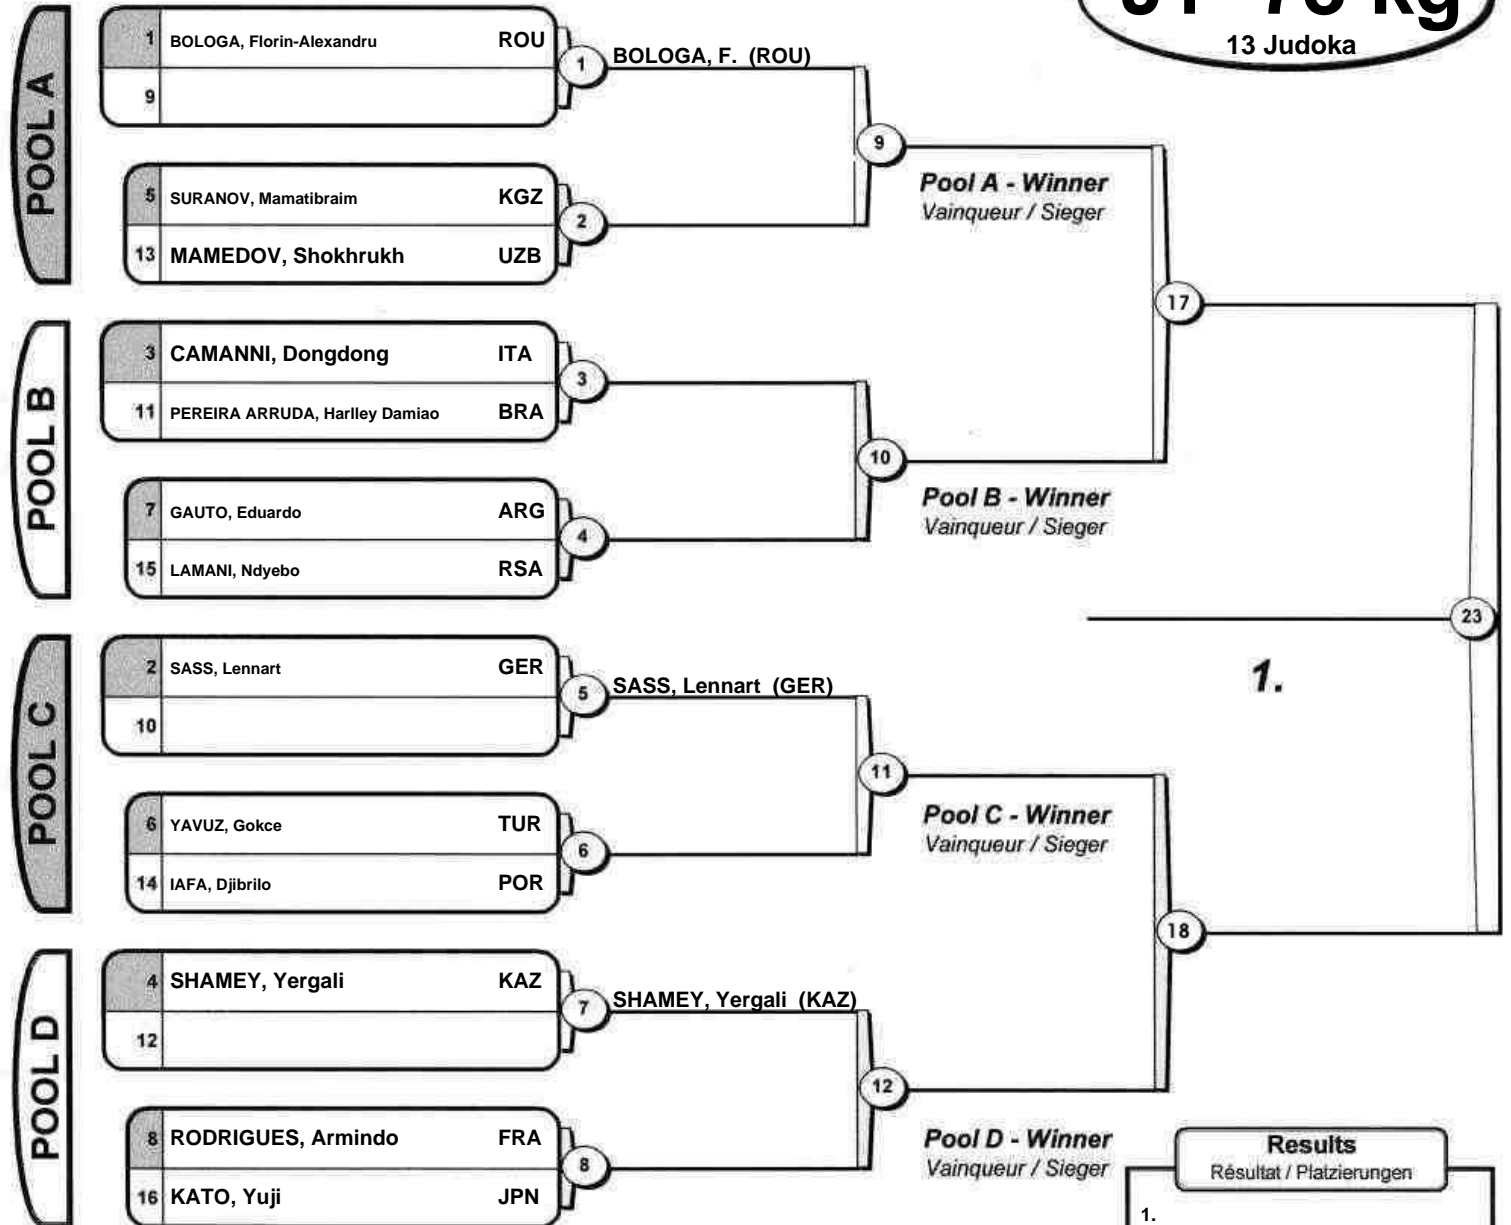 13 Judoka
POOL A
1 BOLOGA, Florin-Alexandru ROU
9
1
BOLOGA, F. (ROU)
5 SURANOV, Mamatibraim KGZ
13 MAMEDOV, Shokhrukh UZB
2
9
Pool A - Winner
Vainqueur / Sieger
POOL B
3 CAMANNI, Dongdong ITA
11 PEREIRA ARRUDA, Harlley Damiao BRA
3
7 GAUTO, Eduardo ARG
15 LAMANI, Ndyebo RSA
4
10
Pool B - Winner
Vainqueur / Sieger
17
POOL C
2 SASS, Lennart GER
10
5
SASS, Lennart (GER)
6 YAVUZ, Gokce TUR
14 IAFA, Djibrilo POR
6
11
Pool C - Winner
Vainqueur / Sieger
23
1.
POOL D
4 SHAMEY, Yergali KAZ
12
7
SHAMEY, Yergali (KAZ)
8 RODRIGUES, Armindo FRA
16 KATO, Yuji JPN
8
12
Pool D - Winner
Vainqueur / Sieger
18
Results
Résultat / Platzierungen
1.